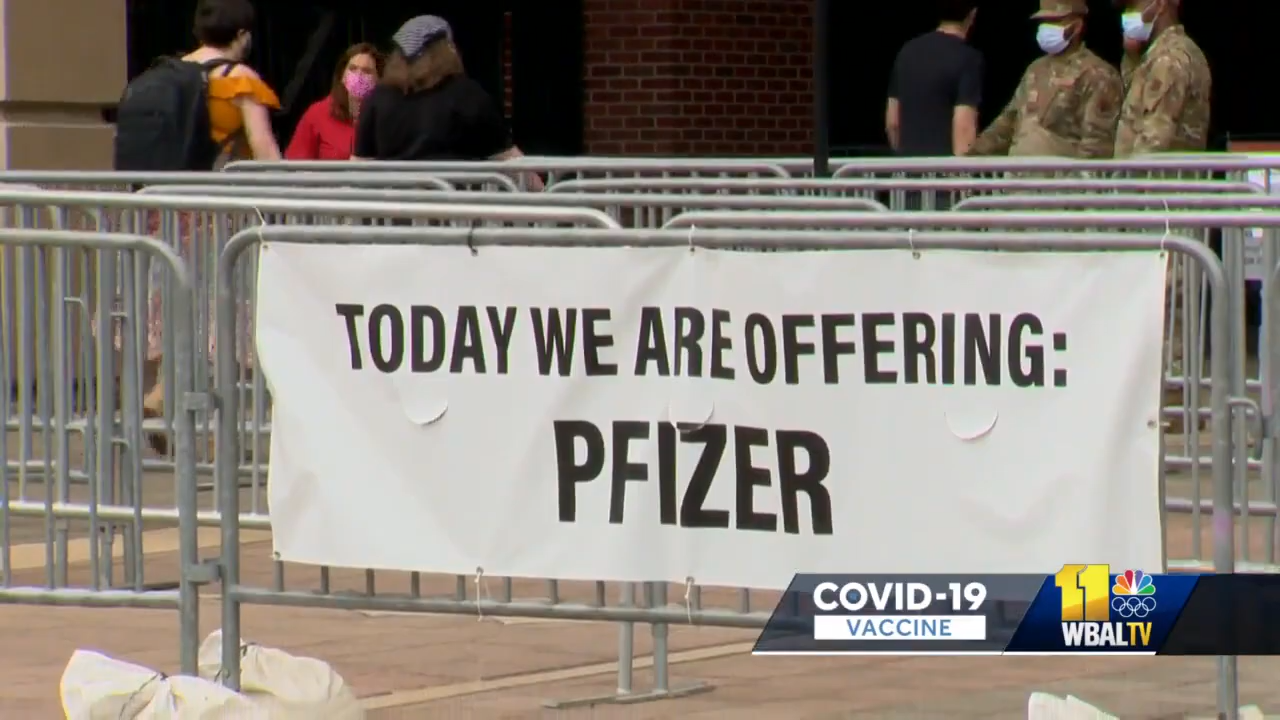 TODAY WE ARE OFFERING:
PFIZER
COVID-19
VACCINE
11
WBALTV